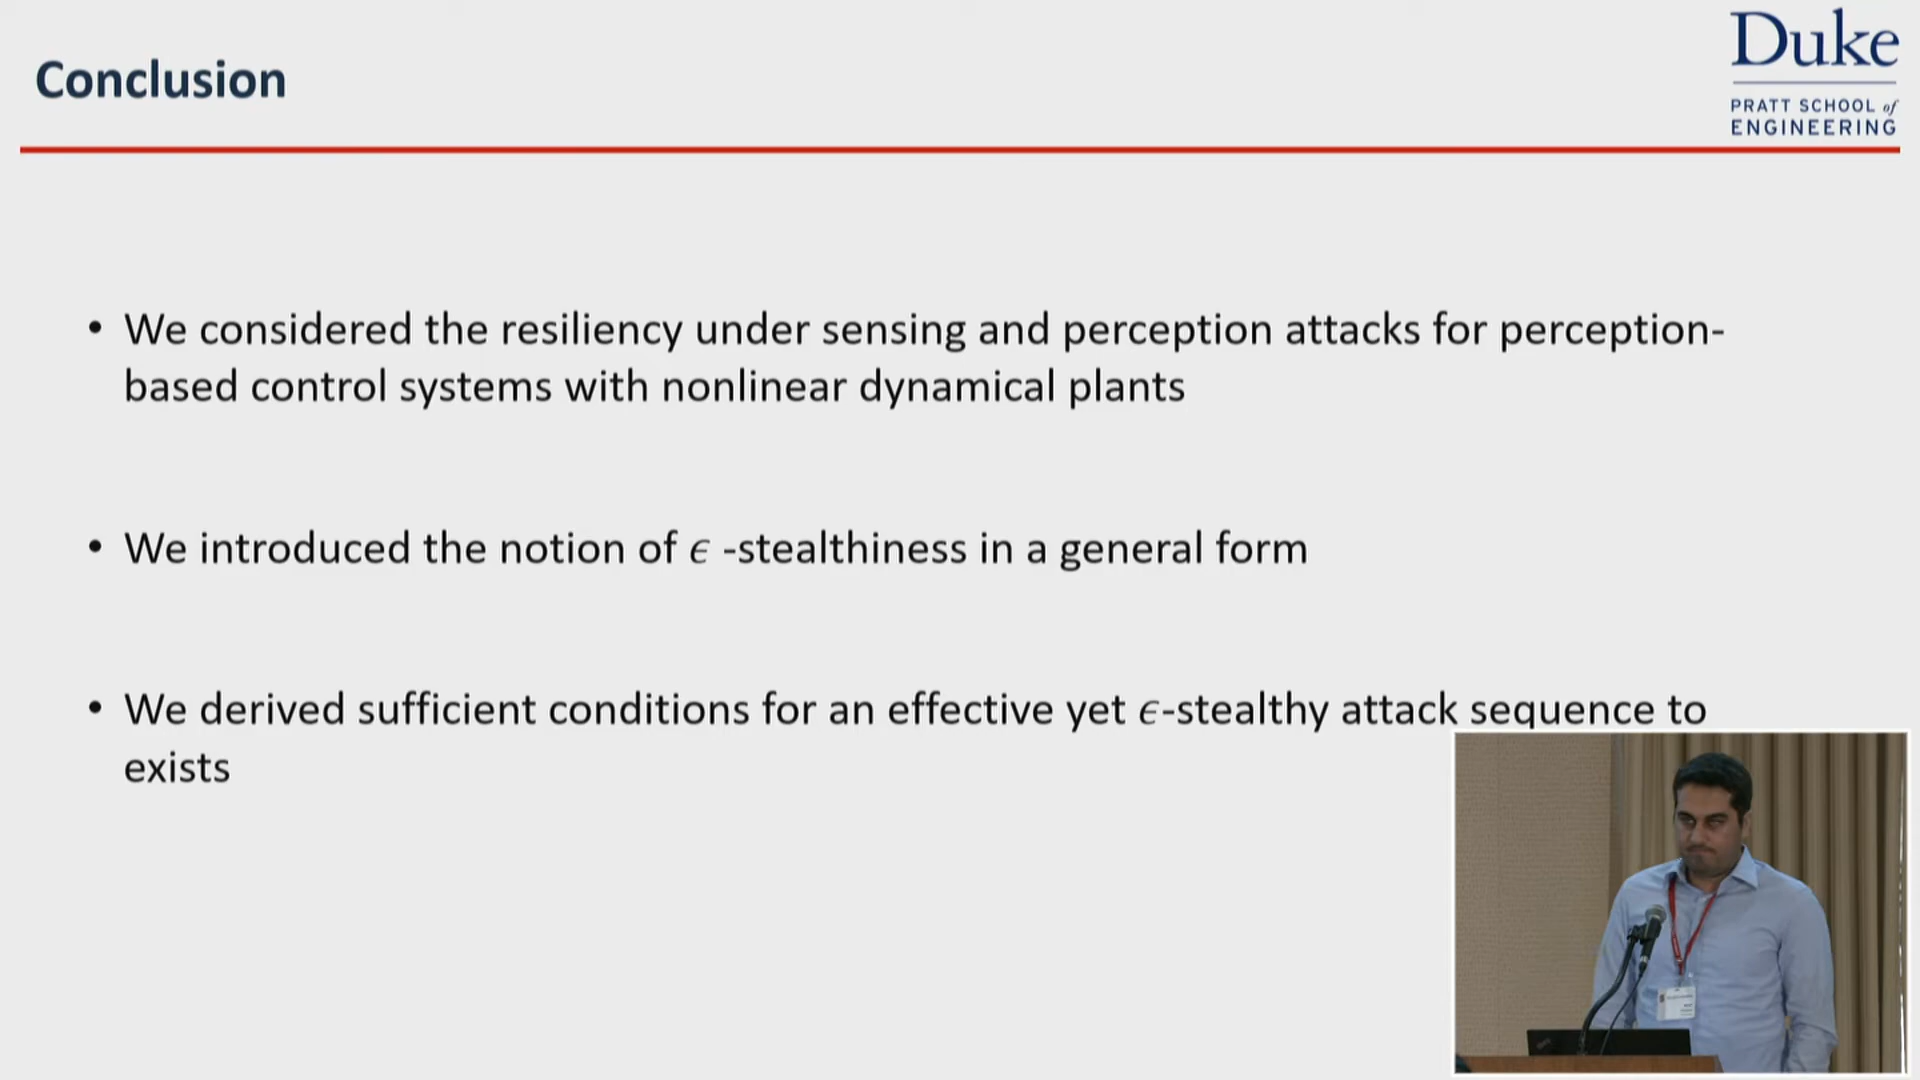 Conclusion
Duke
PRATT SCHOOL of
ENGINEERING
• We considered the resiliency under sensing and perception attacks for perception-
based control systems with nonlinear dynamical plants
• We introduced the notion of ϵ -stealthiness in a general form
• We derived sufficient conditions for an effective yet ϵ-stealthy attack sequence to
exists